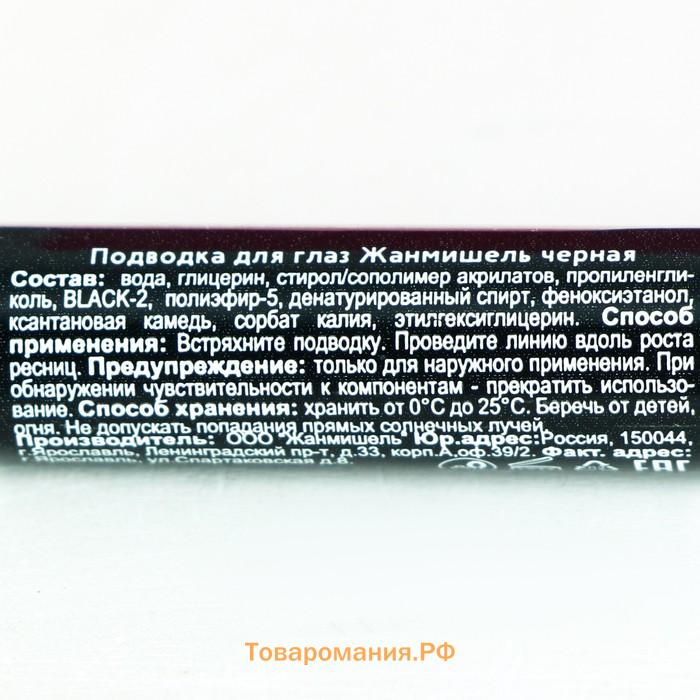 Подводка для глаз Жанмишель черная
Состав: вода, глицерин, стирол/сополимер акрилатов, пропиленгли-
коль, BLACK-2, полиэфир-5, денатурированный спирт, феноксиэтанол,
ксантановая камедь, сорбат калия, этилгексиглицерин. Способ
применения: Встряхните подводку. Проведите линию вдоль роста
ресниц. Предупреждение: только для наружного применения. При
обнаружении чувствительности к компонентам - прекратить использо-
вание. Способ хранения: хранить от 0°С до 25°С. Беречь от детей,
огня. Не допускать попадания прямых солнечных лучей.
Производитель: ООО "Жанмишель" Юр.адрес:Россия, 150044,
г.Ярославль, Ленинградский пр-т, д.33, корп.А,оф.39/2. Факт. адрес:
г.Ярославль, ул.Спартаковская д.8.
EAC
Товаромания.РФ